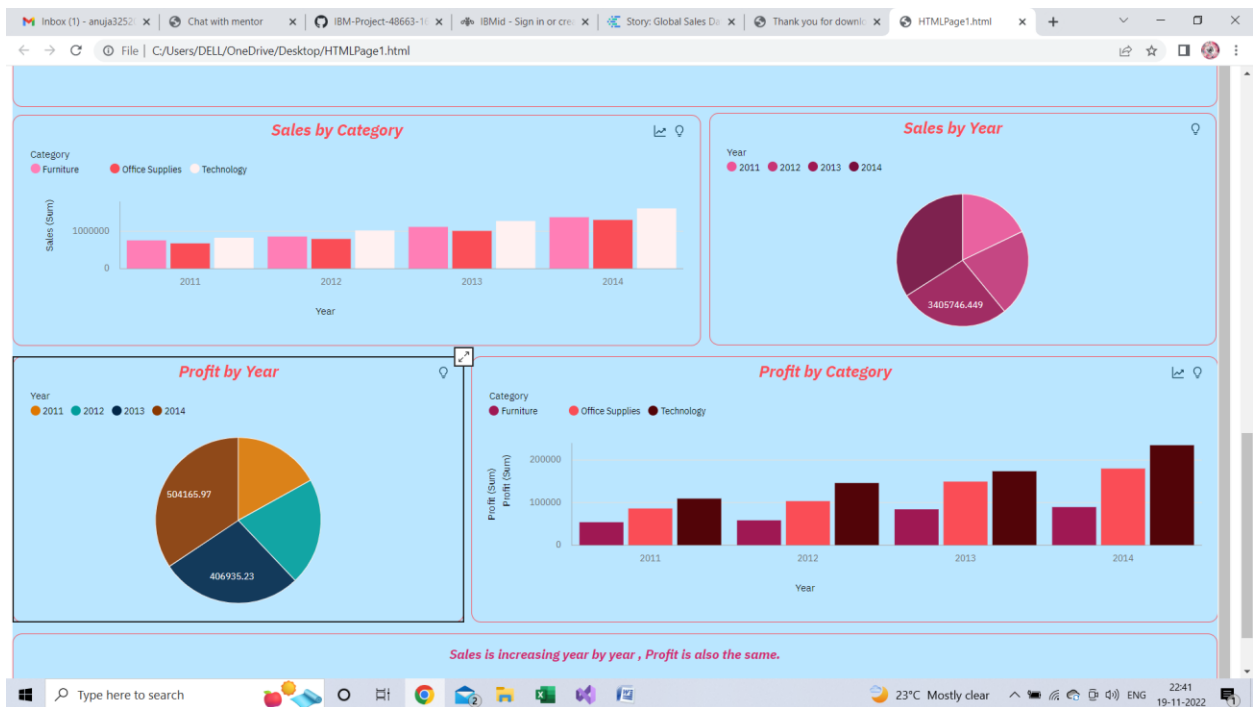 Inbox (1) - anuja3252
Chat with mentor
IBM-Project-48663-1
IBMid - Sign in or crea
Story: Global Sales Da
Thank you for downlo
HTMLPage1.html
File | C:/Users/DELL/OneDrive/Desktop/HTMLPage1.html
Sales by Category
Category
Furniture Office Supplies Technology
Sales (Sum)
1000000
0
2011 2012 2013 2014
Year
Sales by Year
Year
2011 2012 2013 2014
3405746.449
Profit by Year
Year
2011 2012 2013 2014
504165.97
406935.23
Profit by Category
Category
Furniture Office Supplies Technology
Profit (Sum)
Profit (Sum)
200000
100000
0
2011 2012 2013 2014
Year
Sales is increasing year by year , Profit is also the same.
Type here to search
2
23°C Mostly clear
ENG
22:41
19-11-2022
1